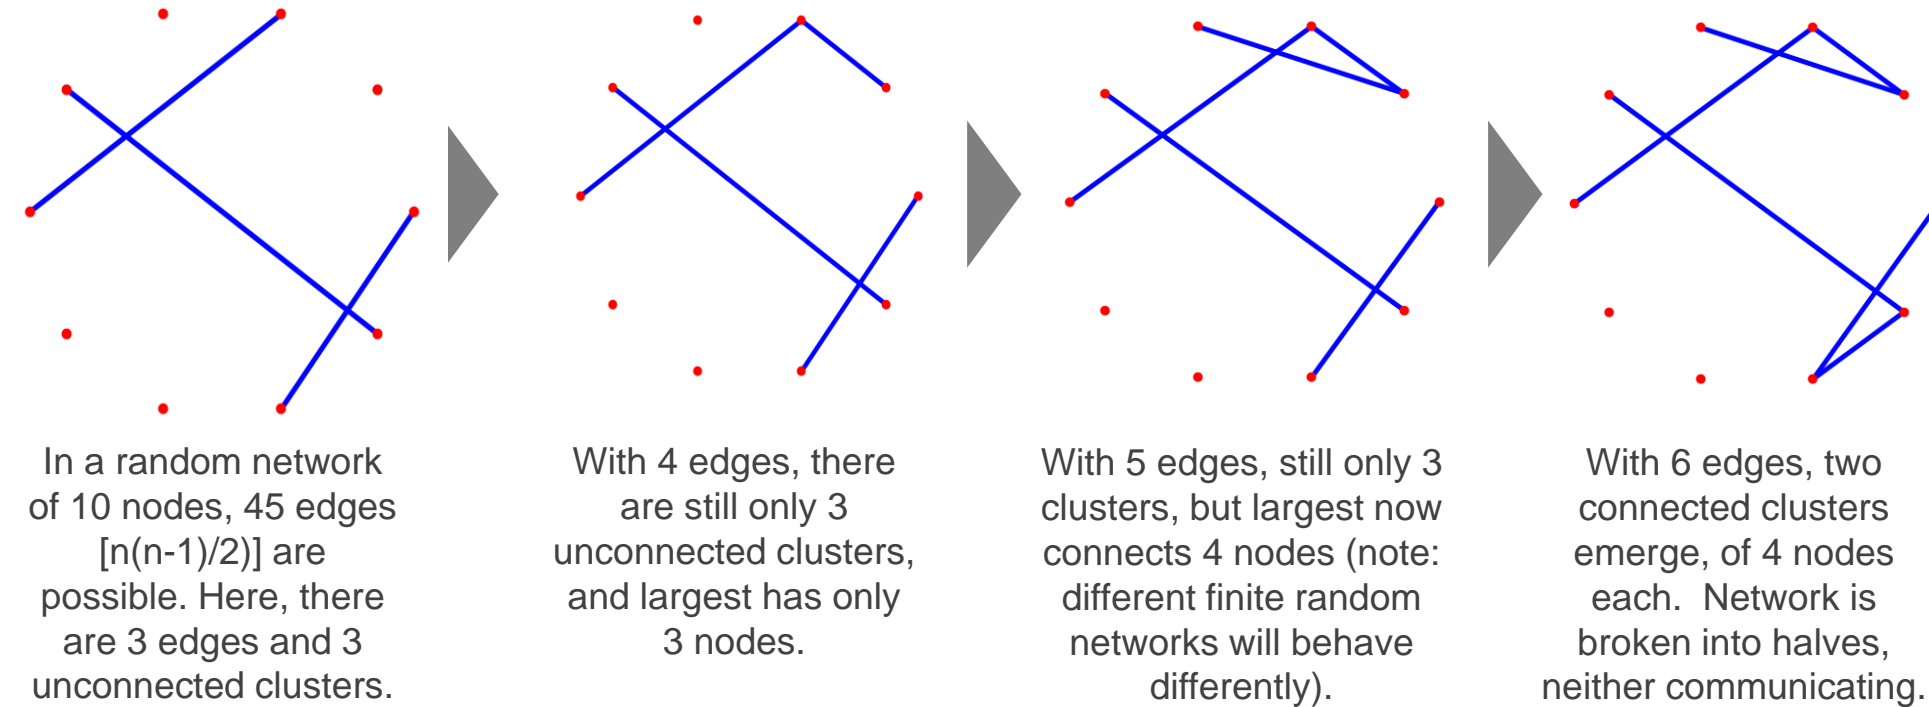 In a random network
of 10 nodes, 45 edges
[n(n-1)/2)] are
possible. Here, there
are 3 edges and 3
unconnected clusters.
With 4 edges, there
are still only 3
unconnected clusters,
and largest has only
3 nodes.
With 5 edges, still only 3
clusters, but largest now
connects 4 nodes (note:
different finite random
networks will behave
differently).
With 6 edges, two
connected clusters
emerge, of 4 nodes
each.  Network is
broken into halves,
neither communicating.